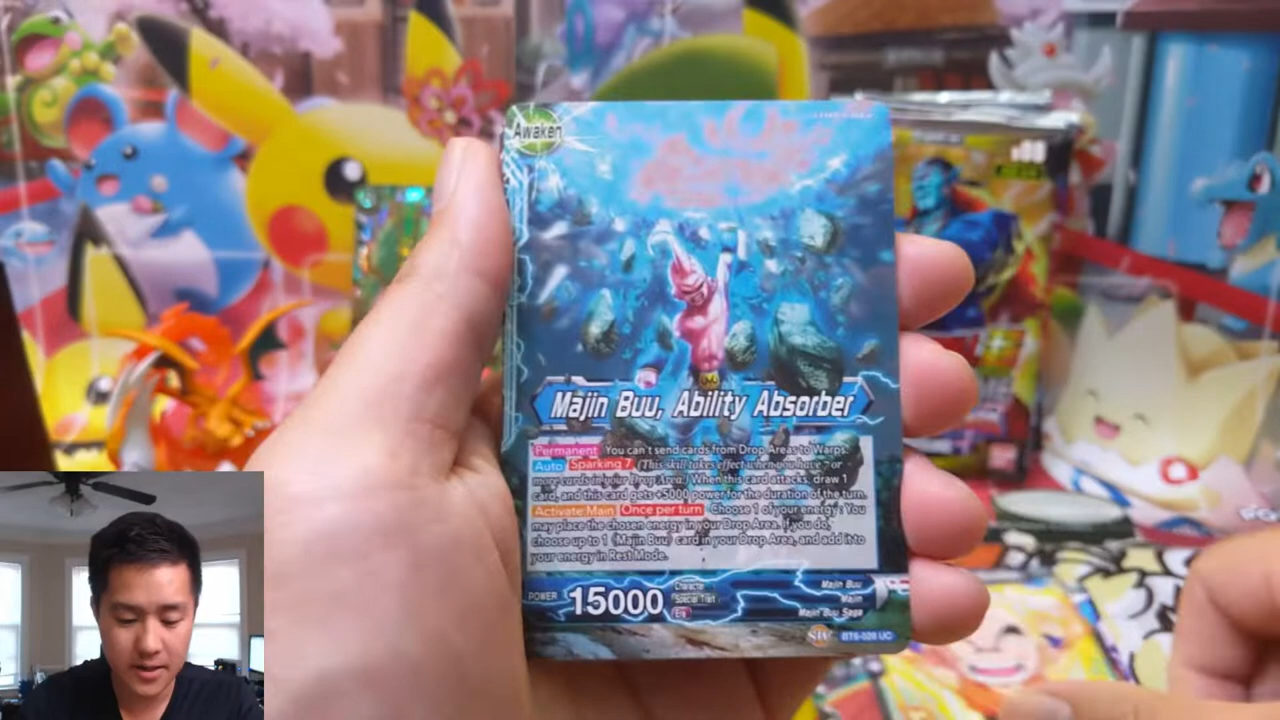 Awaken
Majin Buu, Ability Absorber
Permanent You can't send cards from Drop Areas to Warps.
Auto Sparking 7 (This skill takes effect when you have 7 or
more cards in your Drop Area.) When this card attacks, draw 1
card, and this card gets +5000 power for the duration of the turn.
Activate:Main Once per turn Choose 1 of your energy. You
may place the chosen energy in your Drop Area. If you do,
choose up to 1 《Majin Buu》 card in your Drop Area, and add it to
your energy in Rest Mode.
POWER 15000
Character Majin Buu
Special Trait Majin
Era Majin Buu Saga
BT6-028 UC